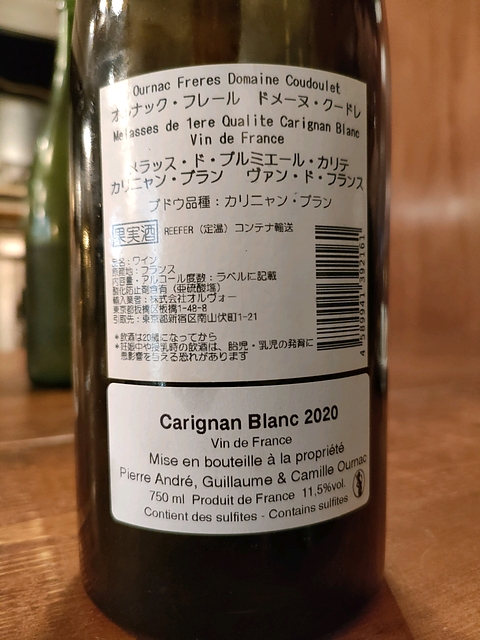 Ournac Freres Domaine Coudoulet
オルナック・フレール ドメーヌ・クードレ
Melasses de 1ere Qualite Carignan Blanc
Vin de France
メラッス・ド・プルミエール・カリテ
カリニャン・ブラン ヴァン・ド・フランス
ブドウ品種：カリニャン・ブラン
果実酒 REEFER（定温）コンテナ輸送
品名：ワイン
原産地：フランス
内容量・アルコール度数：ラベルに記載
酸化防止剤含有（亜硫酸塩）
輸入業者：株式会社オルヴォー
東京都板橋区板橋1-48-8
引取先：東京都新宿区南山伏町1-21
*飲酒は20歳になってから
*妊娠中や授乳時の飲酒は、胎児・乳児の発育に
悪影響を与える恐れがあります
Carignan Blanc 2020
Vin de France
Mise en bouteille à la propriété
Pierre André, Guillaume & Camille Ournac
750 ml Produit de France 11,5%vol.
Contient des sulfites - Contains sulfites